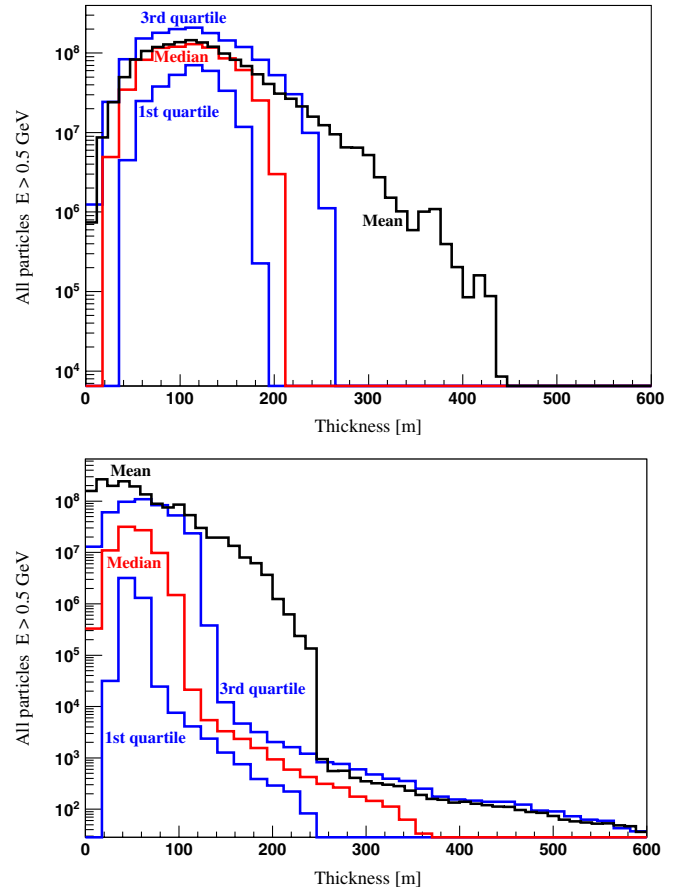 3rd quartile
10^8
Median
1st quartile
10^7
All particles E > 0.5 GeV
Mean
10^6
10^5
10^4
0 100 200 300 400 500 600
Thickness [m]
Mean
10^8
10^7
Median
10^6
All particles E > 0.5 GeV
10^5
3rd quartile
10^4
1st quartile
10^3
10^2
0 100 200 300 400 500 600
Thickness [m]